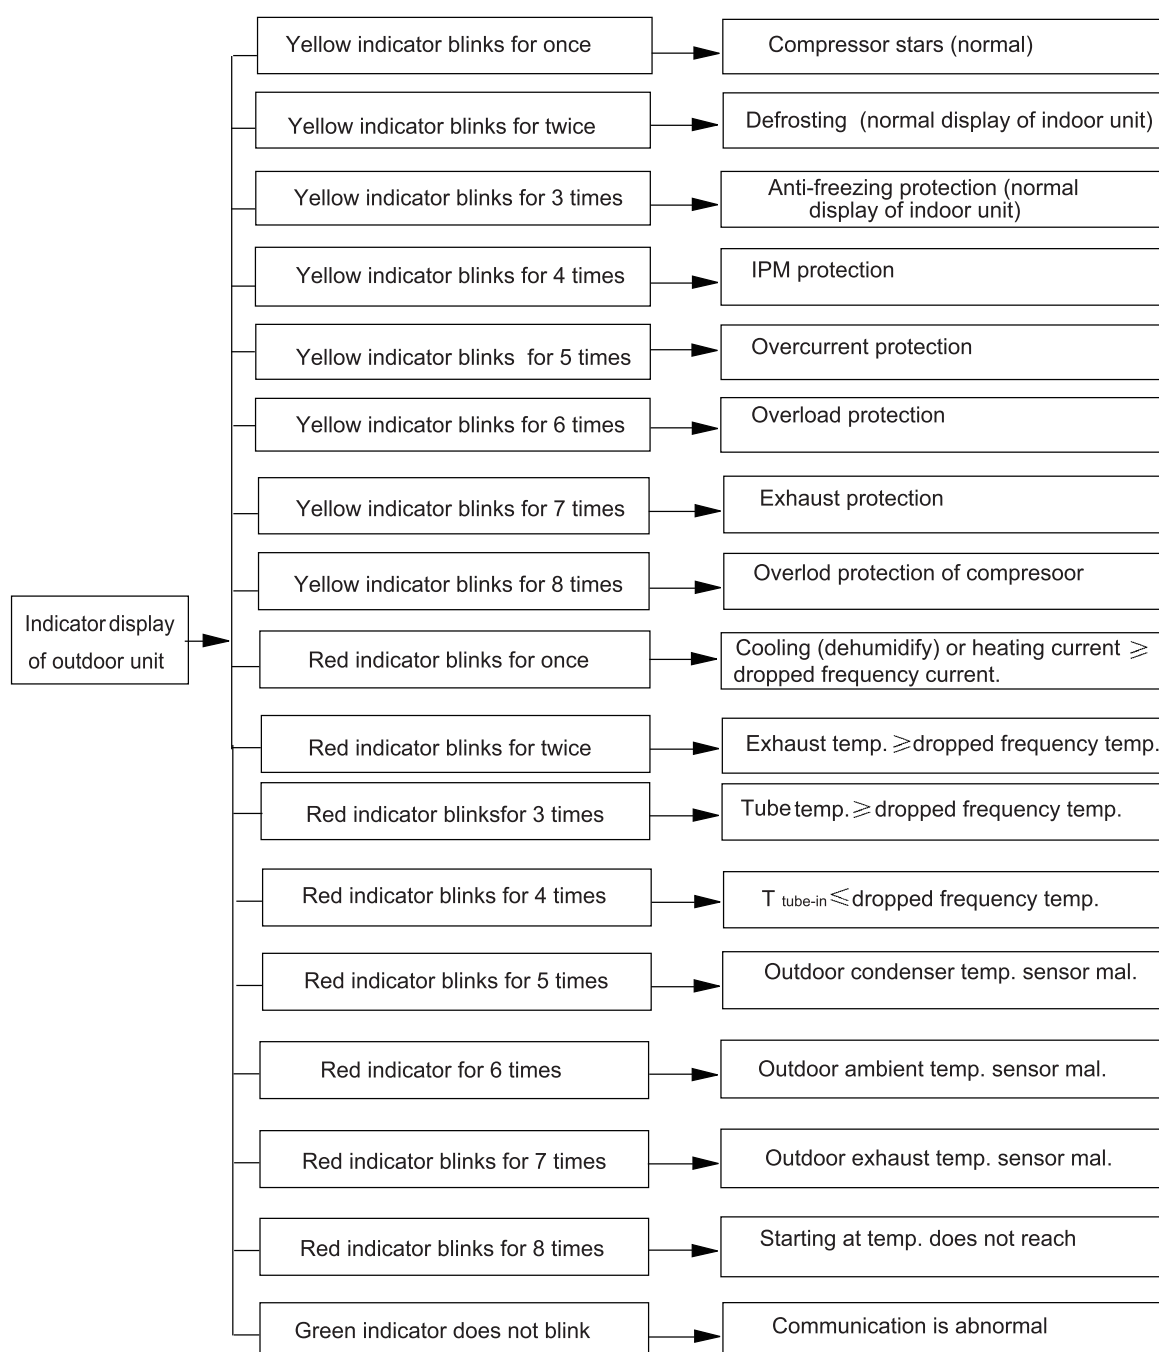 Yellow indicator blinks for once
Compressor stars (normal)
Yellow indicator blinks for twice
Defrosting (normal display of indoor unit)
Yellow indicator blinks for 3 times
Anti-freezing protection (normal
display of indoor unit)
Yellow indicator blinks for 4 times
IPM protection
Yellow indicator blinks for 5 times
Overcurrent protection
Yellow indicator blinks for 6 times
Overload protection
Yellow indicator blinks for 7 times
Exhaust protection
Yellow indicator blinks for 8 times
Overlod protection of compresoor
Indicator display
of outdoor unit
Red indicator blinks for once
Cooling (dehumidify) or heating current ⩾
dropped frequency current.
Red indicator blinks for twice
Exhaust temp. ⩾dropped frequency temp.
Red indicator blinksfor 3 times
Tube temp. ⩾ dropped frequency temp.
Red indicator blinks for 4 times
T tube-in ⩽ dropped frequency temp.
Red indicator blinks for 5 times
Outdoor condenser temp. sensor mal.
Red indicator for 6 times
Outdoor ambient temp. sensor mal.
Red indicator blinks for 7 times
Outdoor exhaust temp. sensor mal.
Red indicator blinks for 8 times
Starting at temp. does not reach
Green indicator does not blink
Communication is abnormal